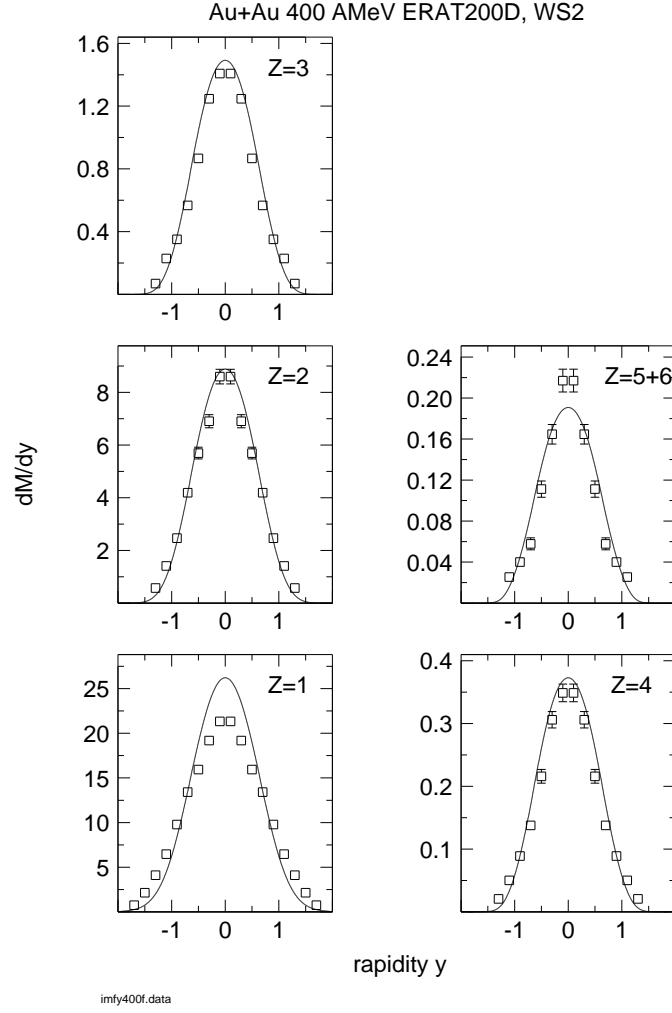 Au+Au 400 AMeV ERAT200D, WS2
1.6
1.2
0.8
0.4
Z=3
-1 0 1
8
6
4
2
Z=2
-1 0 1
0.24
0.20
0.16
0.12
0.08
0.04
Z=5+6
-1 0 1
dM/dy
25
20
15
10
5
Z=1
-1 0 1
0.4
0.3
0.2
0.1
Z=4
-1 0 1
rapidity y
imfy400f.data